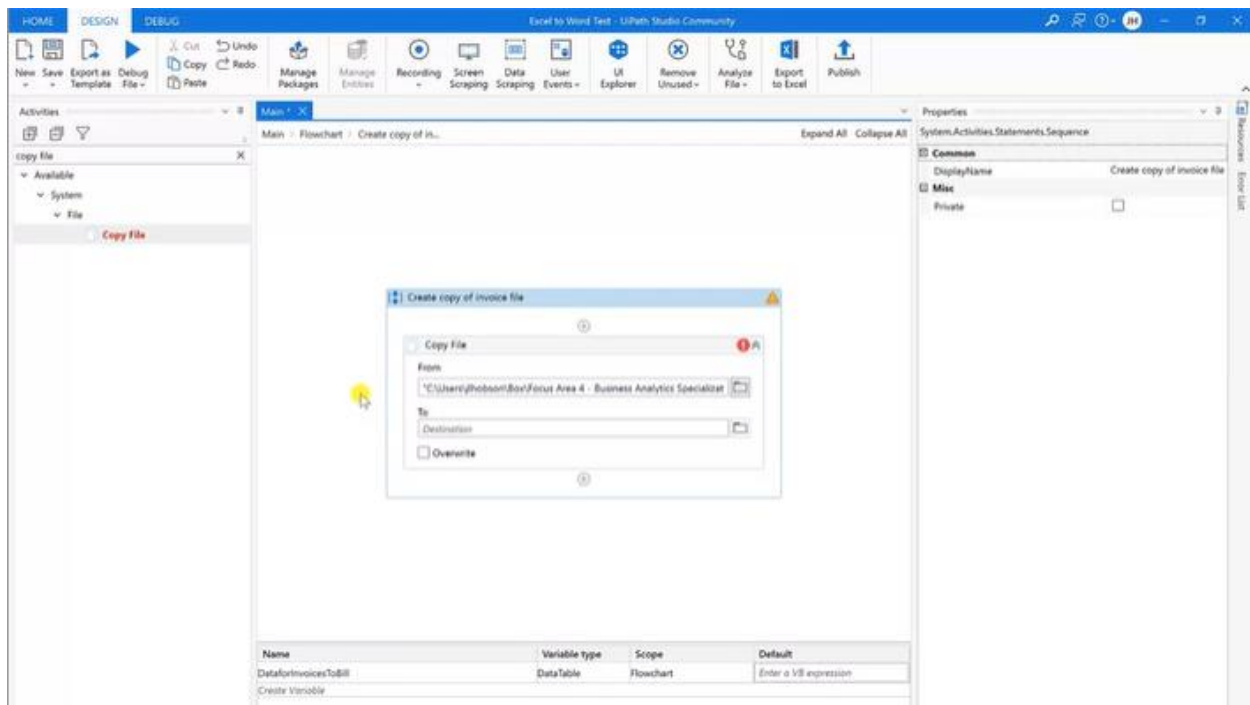 HOME DESIGN DEBUG Excel to Word Test - UiPath Studio Community JH
Cut Undo
Copy Redo
Paste
New Save Export as Template Debug File Manage Packages Manage Entities Recording Screen Scraping Data Scraping User Events UI Explorer Remove Unused Analyze File Export to Excel Publish
Activities
copy file
Available
System
File
Copy File
Main *
Main Flowchart Create copy of in... Expand All Collapse All
Create copy of invoice file
Copy File
From
"C:\Users\jhobson\Box\Focus Area 4 - Business Analytics Specializat
To
Destination
Overwrite
Name Variable type Scope Default
DataforInvoicesToBill DataTable Flowchart Enter a VB expression
Create Variable
Properties
System.Activities.Statements.Sequence
Common
DisplayName Create copy of invoice file
Misc
Private
Resources
Error List